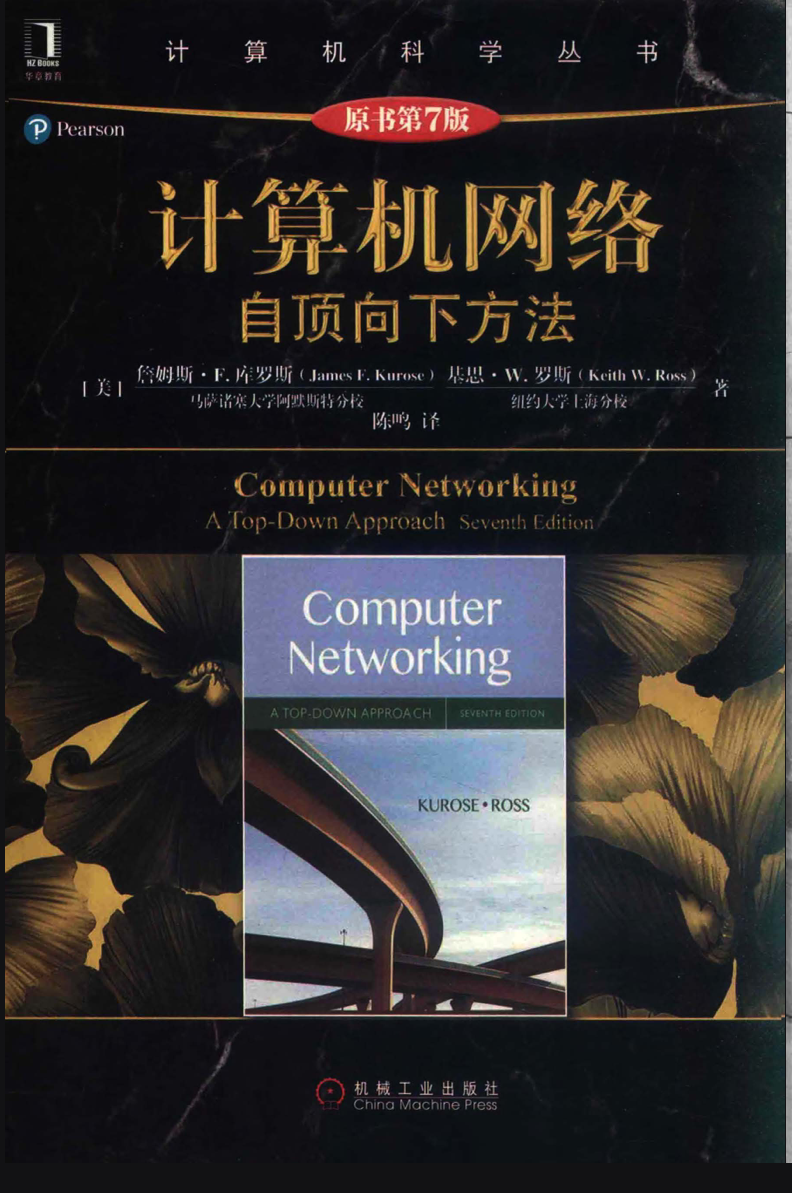 HZ BOOKS
华章教育
计算机科学丛书
Pearson
原书第7版
计算机网络
自顶向下方法
[美] 詹姆斯·F. 库罗斯(James F. Kurose) 基思·W. 罗斯(Keith W. Ross) 著
马萨诸塞大学阿默斯特分校 纽约大学上海分校
陈鸣 译
Computer Networking
A Top-Down Approach Seventh Edition
Computer
Networking
A TOP-DOWN APPROACH SEVENTH EDITION
KUROSE • ROSS
机械工业出版社
China Machine Press